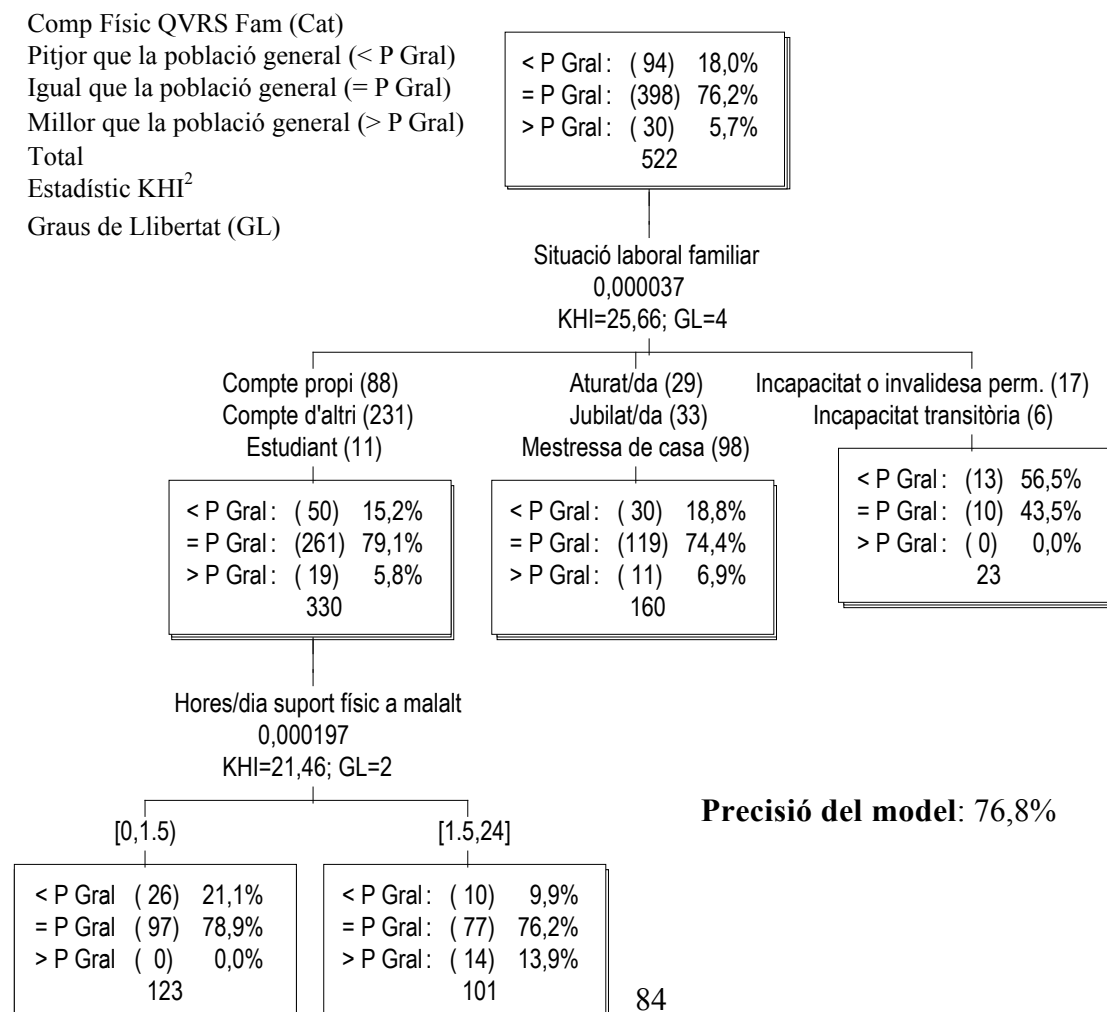 Comp Físic QVRS Fam (Cat)
Pitjor que la població general (< P Gral)
Igual que la població general (= P Gral)
Millor que la població general (> P Gral)
Total
Estadístic KHI²
Graus de Llibertat (GL)
< P Gral : ( 94) 18,0%
= P Gral : (398) 76,2%
> P Gral : ( 30) 5,7%
522
Situació laboral familiar
0,000037
KHI=25,66; GL=4
Compte propi (88)
Compte d'altri (231)
Estudiant (11)
< P Gral : ( 50) 15,2%
= P Gral : (261) 79,1%
> P Gral : ( 19) 5,8%
330
Aturat/da (29)
Jubilat/da (33)
Mestressa de casa (98)
< P Gral : ( 30) 18,8%
= P Gral : (119) 74,4%
> P Gral : ( 11) 6,9%
160
Incapacitat o invalidesa perm. (17)
Incapacitat transitòria (6)
< P Gral : (13) 56,5%
= P Gral : (10) 43,5%
> P Gral : ( 0) 0,0%
23
Hores/dia suport físic a malalt
0,000197
KHI=21,46; GL=2
[0,1.5)
< P Gral ( 26) 21,1%
= P Gral ( 97) 78,9%
> P Gral ( 0) 0,0%
123
[1.5,24]
< P Gral : ( 10) 9,9%
= P Gral : ( 77) 76,2%
> P Gral : ( 14) 13,9%
101
Precisió del model: 76,8%
84